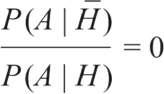 P(A | H̅) / P(A | H) = 0